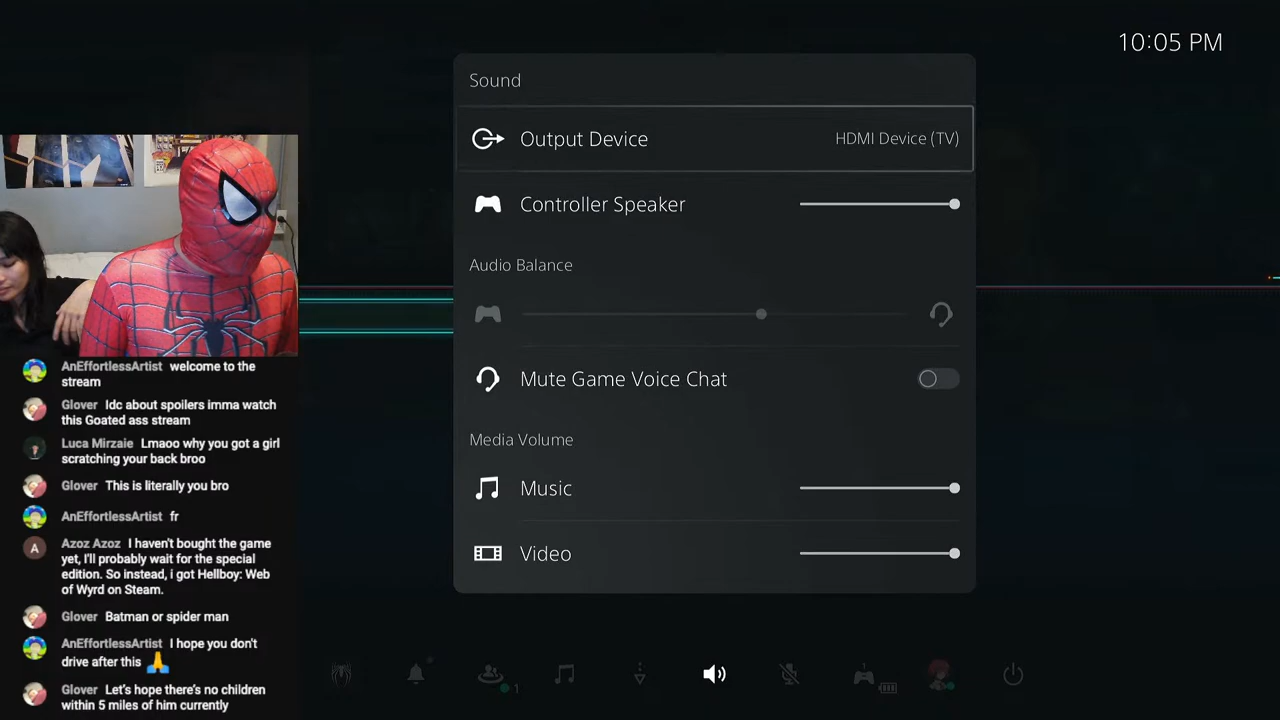 10:05 PM
Sound
Output Device HDMI Device (TV)
Controller Speaker
Audio Balance
Mute Game Voice Chat
Media Volume
Music
Video
AnEffortlessArtist welcome to the
stream
Glover Idc about spoilers imma watch
this Goated ass stream
Luca Mirzaie Lmaoo why you got a girl
scratching your back broo
Glover This is literally you bro
AnEffortlessArtist fr
A
Azoz Azoz I haven't bought the game
yet, I'll probably wait for the special
edition. So instead, i got Hellboy: Web
of Wyrd on Steam.
Glover Batman or spider man
AnEffortlessArtist I hope you don't
drive after this 🙏
Glover Let's hope there's no children
within 5 miles of him currently
1
1